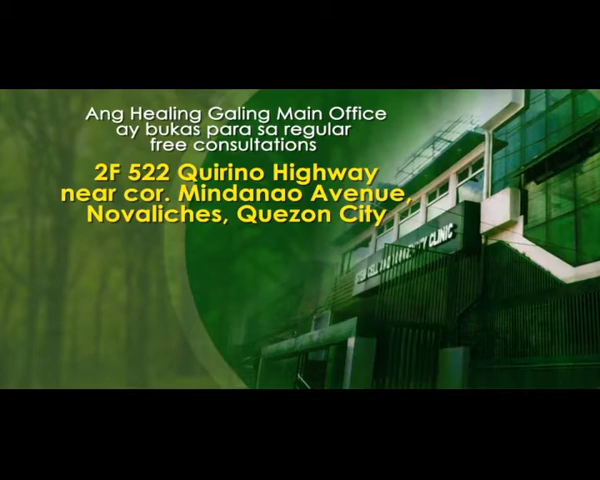 Ang Healing Galing Main Office
ay bukas para sa regular
free consultations
2F 522 Quirino Highway
near cor. Mindanao Avenue,
Novaliches, Quezon City
CLINIC